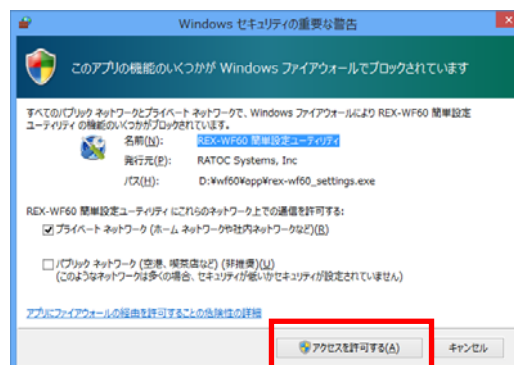 Windows セキュリティの重要な警告
このアプリの機能のいくつかが Windows ファイアウォールでブロックされています
すべてのパブリック ネットワークとプライベート ネットワークで、Windows ファイアウォールにより REX-WF60 簡単設定
ユーティリティ の機能のいくつかがブロックされています。
名前(N): REX-WF60 簡単設定ユーティリティ
発行元(P): RATOC Systems, Inc
パス(H): D:¥wf60¥app¥rex-wf60_settings.exe
REX-WF60 簡単設定ユーティリティ にこれらのネットワーク上での通信を許可する:
プライベート ネットワーク (ホーム ネットワークや社内ネットワークなど)(R)
パブリック ネットワーク (空港、喫茶店など) (非推奨)(U)
(このようなネットワークは多くの場合、セキュリティが低いかセキュリティが設定されていません)
アプリにファイアウォールの経由を許可することの危険性の詳細
アクセスを許可する(A) キャンセル